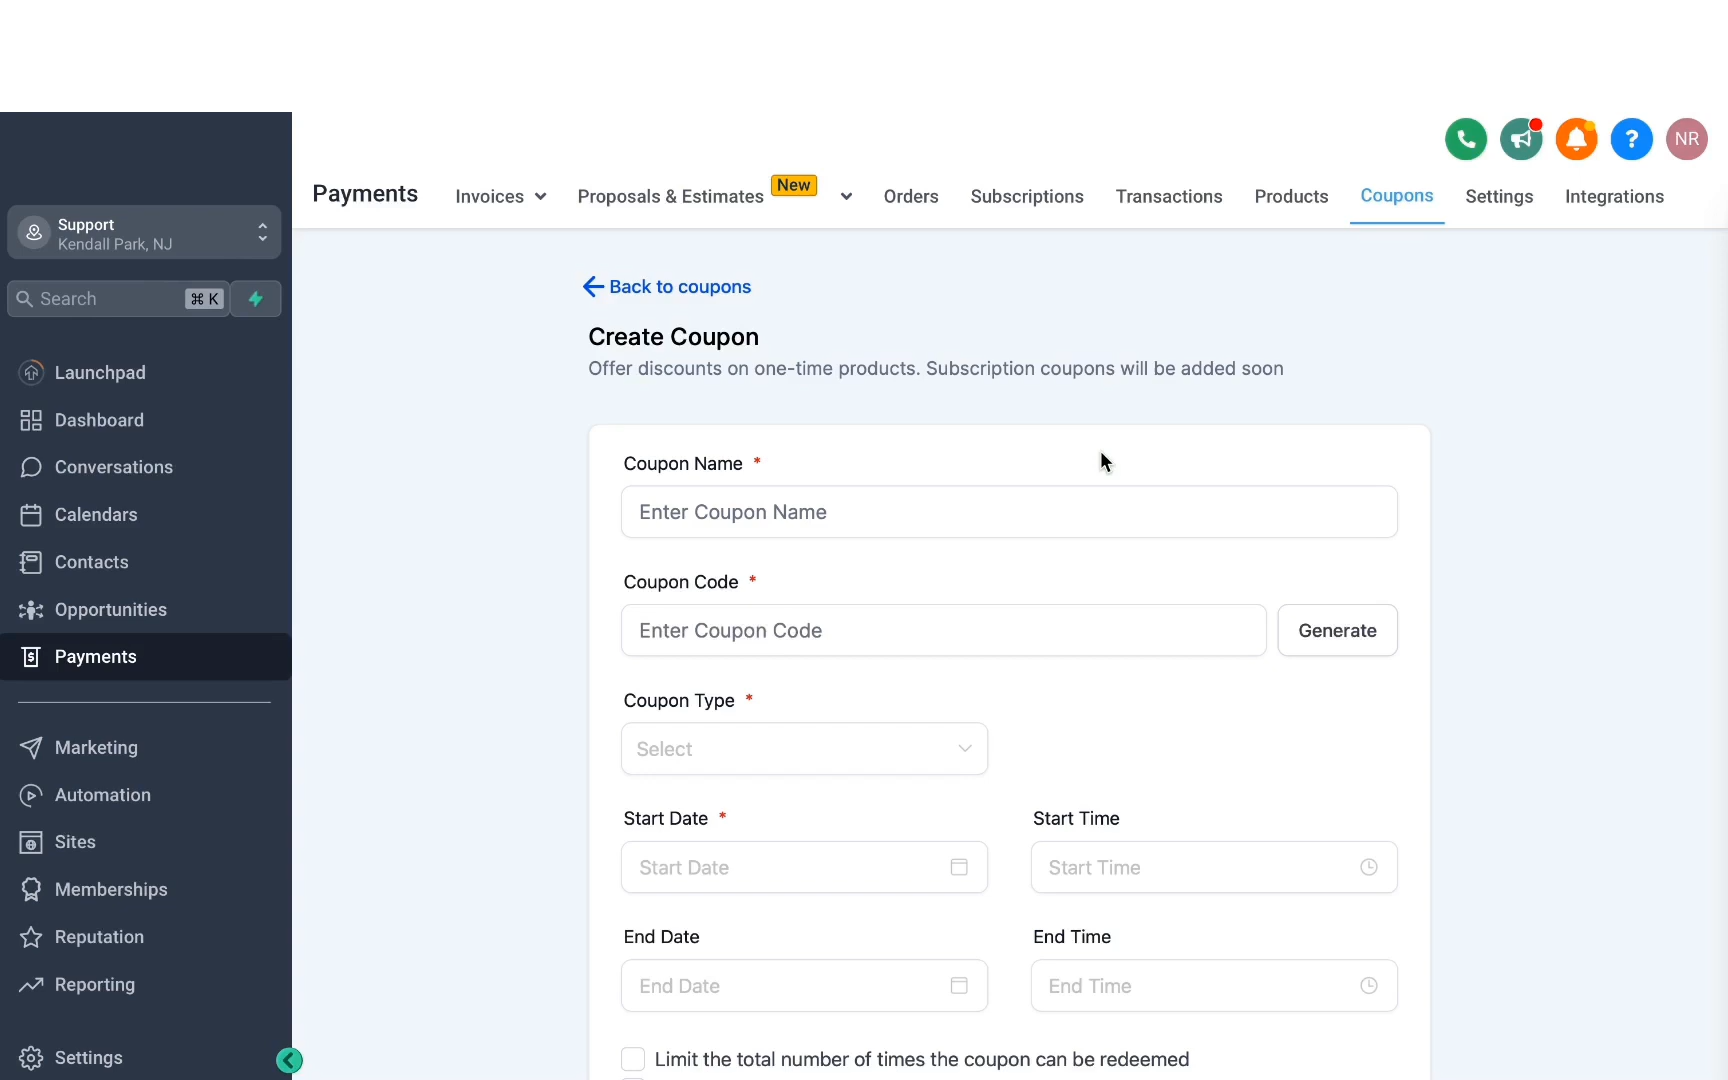 NR
Payments
Invoices
Proposals & Estimates
New
Orders
Subscriptions
Transactions
Products
Coupons
Settings
Integrations
Support
Kendall Park, NJ
Search
⌘ K
Launchpad
Dashboard
Conversations
Calendars
Contacts
Opportunities
Payments
Marketing
Automation
Sites
Memberships
Reputation
Reporting
Settings
Back to coupons
Create Coupon
Offer discounts on one-time products. Subscription coupons will be added soon
Coupon Name *
Enter Coupon Name
Coupon Code *
Enter Coupon Code
Generate
Coupon Type *
Select
Start Date *
Start Time
Start Date
Start Time
End Date
End Time
End Date
End Time
Limit the total number of times the coupon can be redeemed